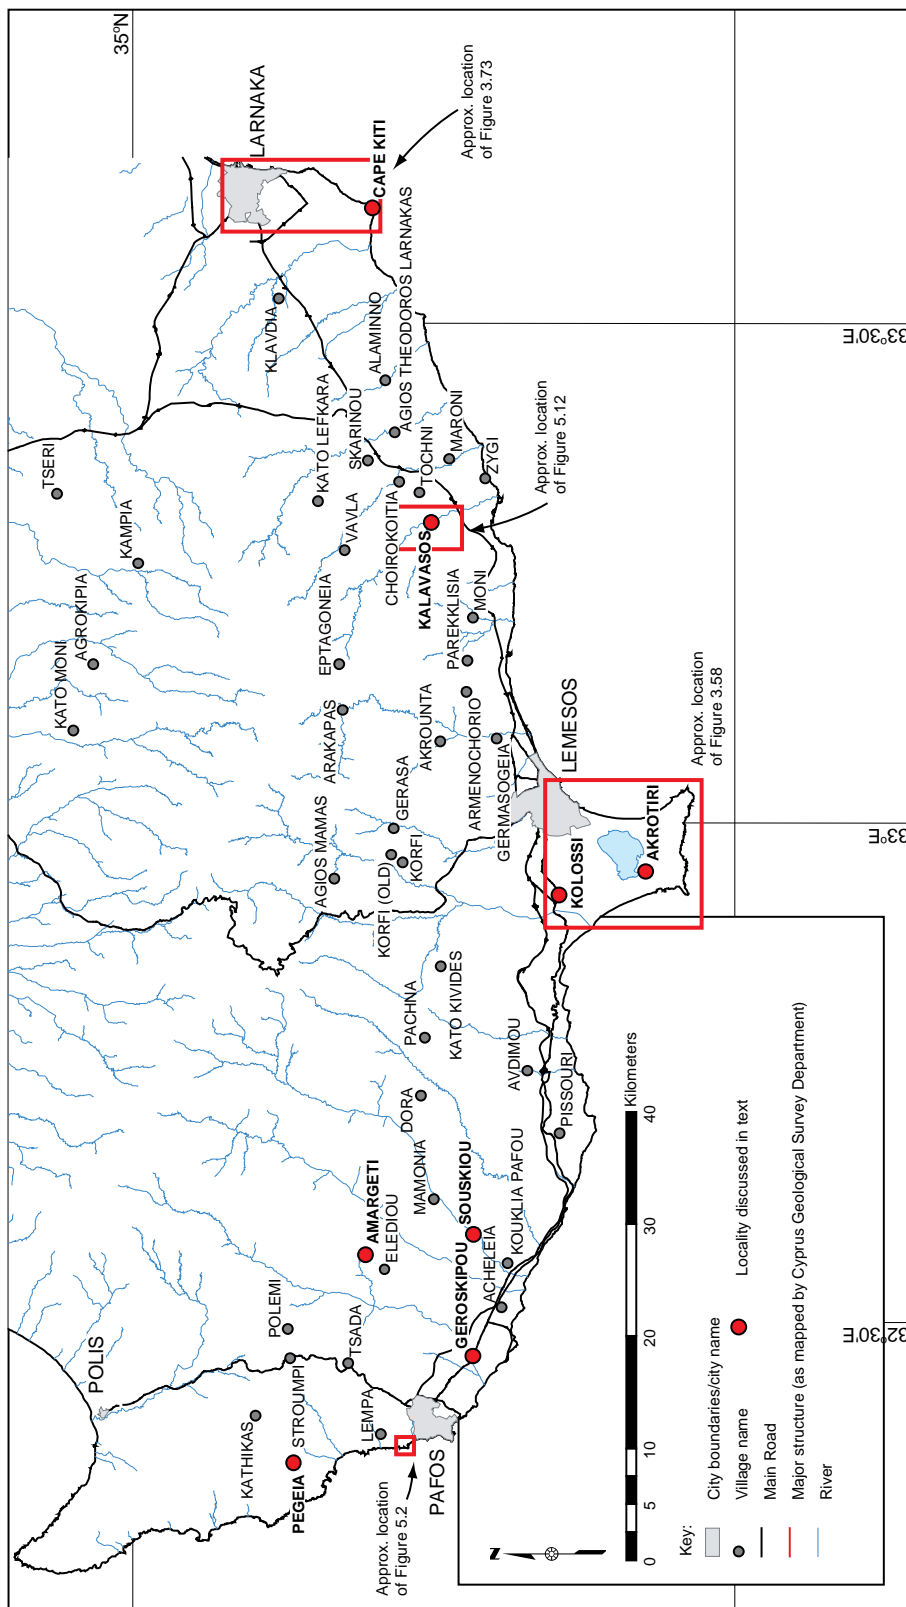 35°N
POLIS
KATO MONI
AGROKIPIA
KAMPIA
TSERI
LARNAKA
KATHIKAS
PEGEIA
STROUMPI
POLEMI
TSADA
LEMPA
AMARGETI
ELEDIOU
MAMONIA
DORA
PACHNA
KATO KIVIDES
AGIOS MAMAS
KORFI (OLD)
KORFI
GERASA
ARAKAPAS
EPTAGONEIA
VAVLA
KATO LEFKARA
SKARINOU
KLAVDIA
ALAMINNO
AGIOS THEODOROS LARNAKAS
CAPE KITI
Approx. location
of Figure 3.73
CHOIROKOITIA
TOCHNI
MARONI
ZYGI
KALAVASOS
Approx. location
of Figure 5.12
AKROUNTA
ARMENOCHORIO
GERMASOGEIA
PAREKKLISIA
MONI
LEMESOS
KOLOSSI
AKROTIRI
Approx. location
of Figure 3.58
PAFOS
Approx. location
of Figure 5.2
GEROSKIPOU
SOUSKIOU
ACHELEIA
KOUKLIA PAFOU
AVDIMOU
PISSOURI
32°30'E
33°E
33°30'E
N
0
5
10
20
30
40
Kilometers
Key:
City boundaries/city name
Village name
Locality discussed in text
Main Road
Major structure (as mapped by Cyprus Geological Survey Department)
River